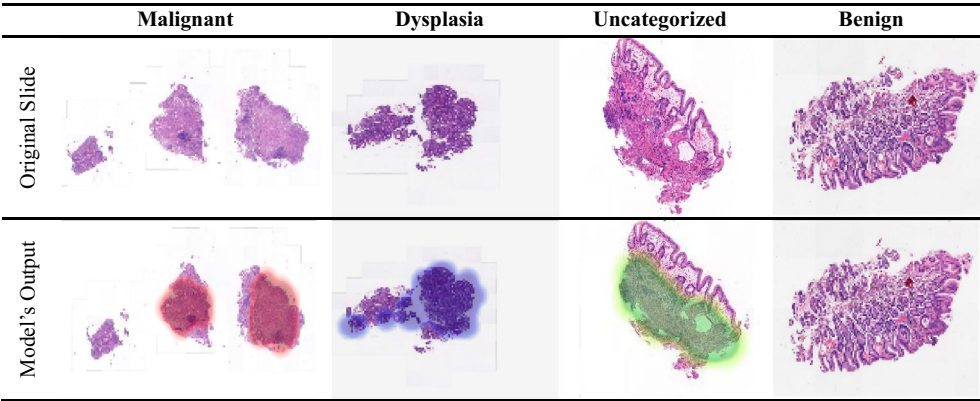 Malignant Dysplasia Uncategorized Benign
Original Slide
Model's Output